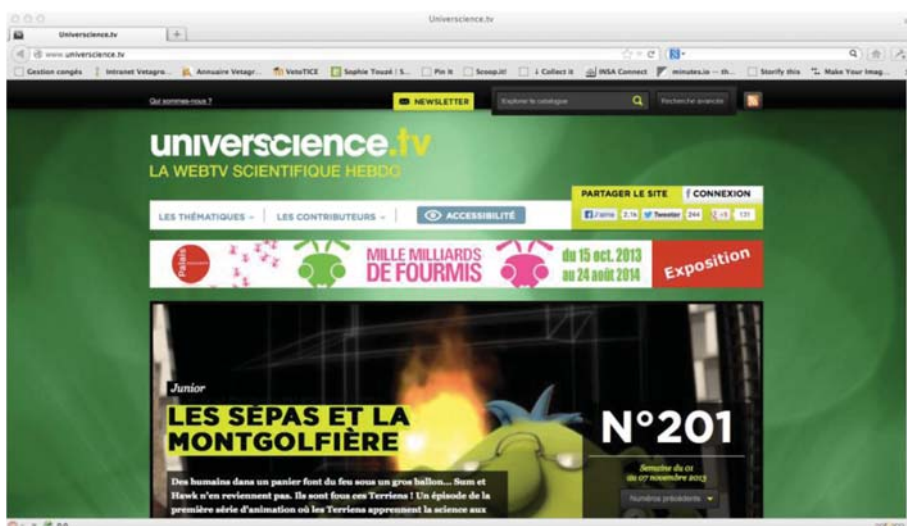 Universcience.tv
Universcience.tv
www.universcience.tv
Gestion congés Intranet Vetagro... Annuaire Vetagr... VotoTICE Sophie Touzé | S... Pin It Scoop.it! ↓ Collect it INSA Connect minutes.io — th... Storify this Make Your Imag...
Qui sommes-nous ? NEWSLETTER Explorer le catalogue Recherche avancée
universcience.tv
LA WEBTV SCIENTIFIQUE HEBDO
PARTAGER LE SITE f CONNEXION
LES THÉMATIQUES LES CONTRIBUTEURS ACCESSIBILITÉ
J'aime 2.1k Tweeter 244 +1 131
Palais
MILLE MILLIARDS
DE FOURMIS
du 15 oct. 2013
au 24 août 2014
Exposition
Junior
LES SÉPAS ET LA
MONTGOLFIÈRE
N°201
Semaine du 01
au 07 novembre 2013
Numéros précédents
Des humains dans un panier font du feu sous un gros ballon... Sum et
Hawk n'en reviennent pas. Ils sont fous ces Terriens ! Un épisode de la
première série d'animation où les Terriens apprennent la science aux